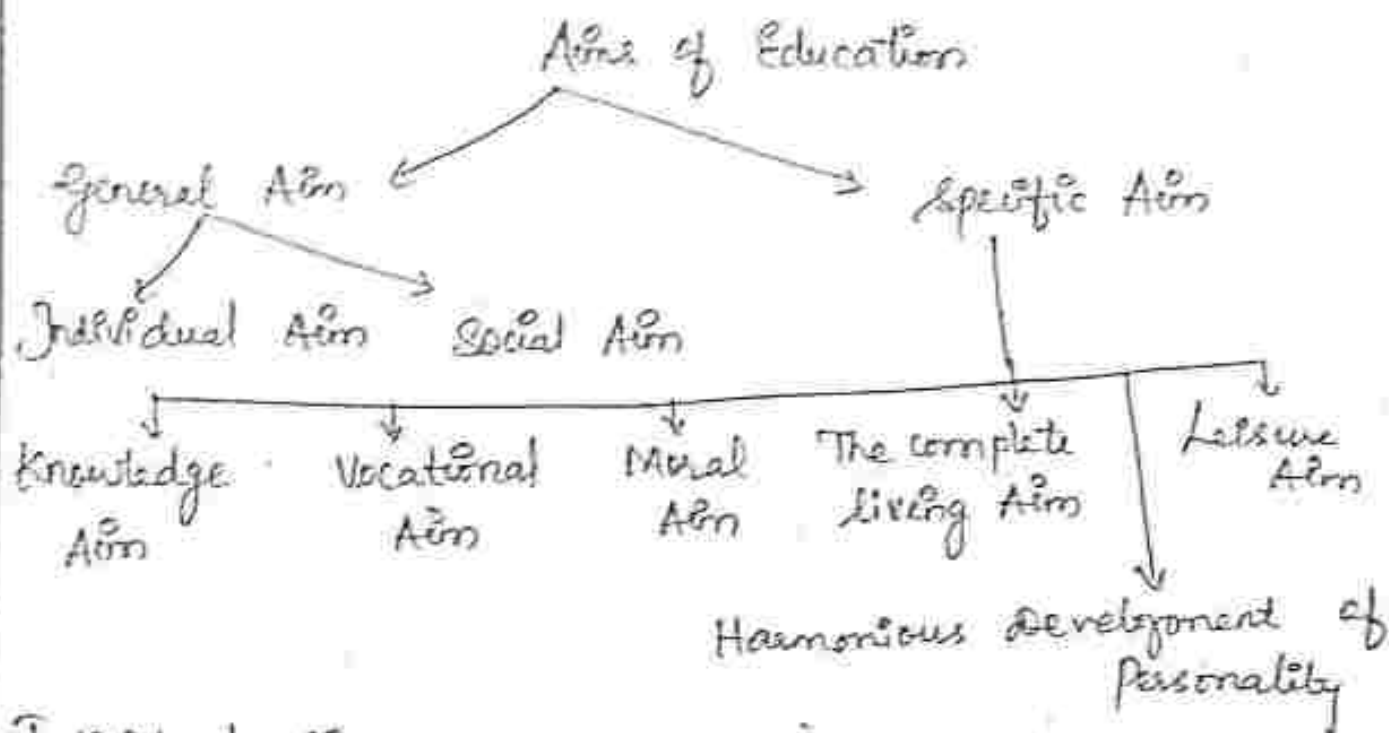 Aims of Education
General Aim Specific Aim
Individual Aim Social Aim
Knowledge Vocational Moral The complete Leisure
Aim Aim Aim living Aim Aim
Harmonious Development of
Personality